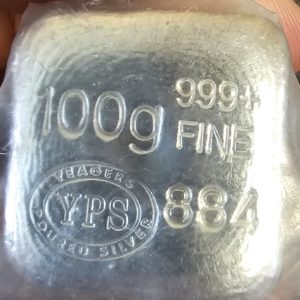 100g 999+
FINE
YEAGERS
YPS
POURED SILVER
884